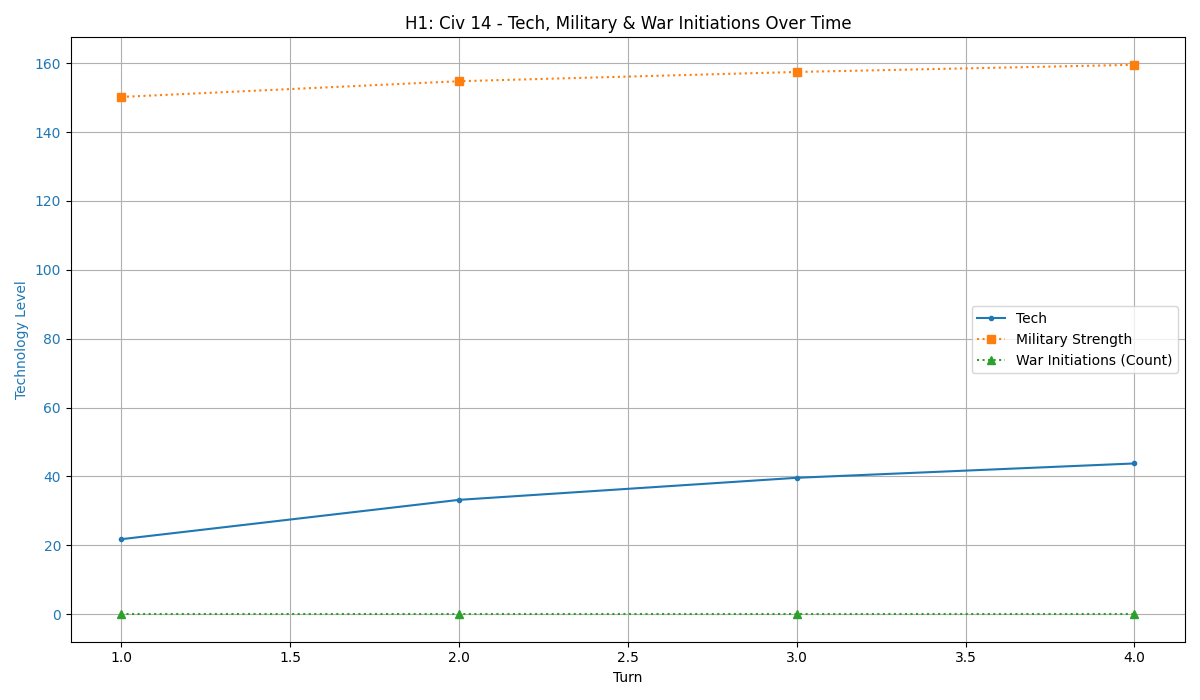 H1: Civ 14 - Tech, Military & War Initiations Over Time
160
140
120
100
80
60
40
20
0
Technology Level
Tech
Military Strength
War Initiations (Count)
1.0 1.5 2.0 2.5 3.0 3.5 4.0
Turn